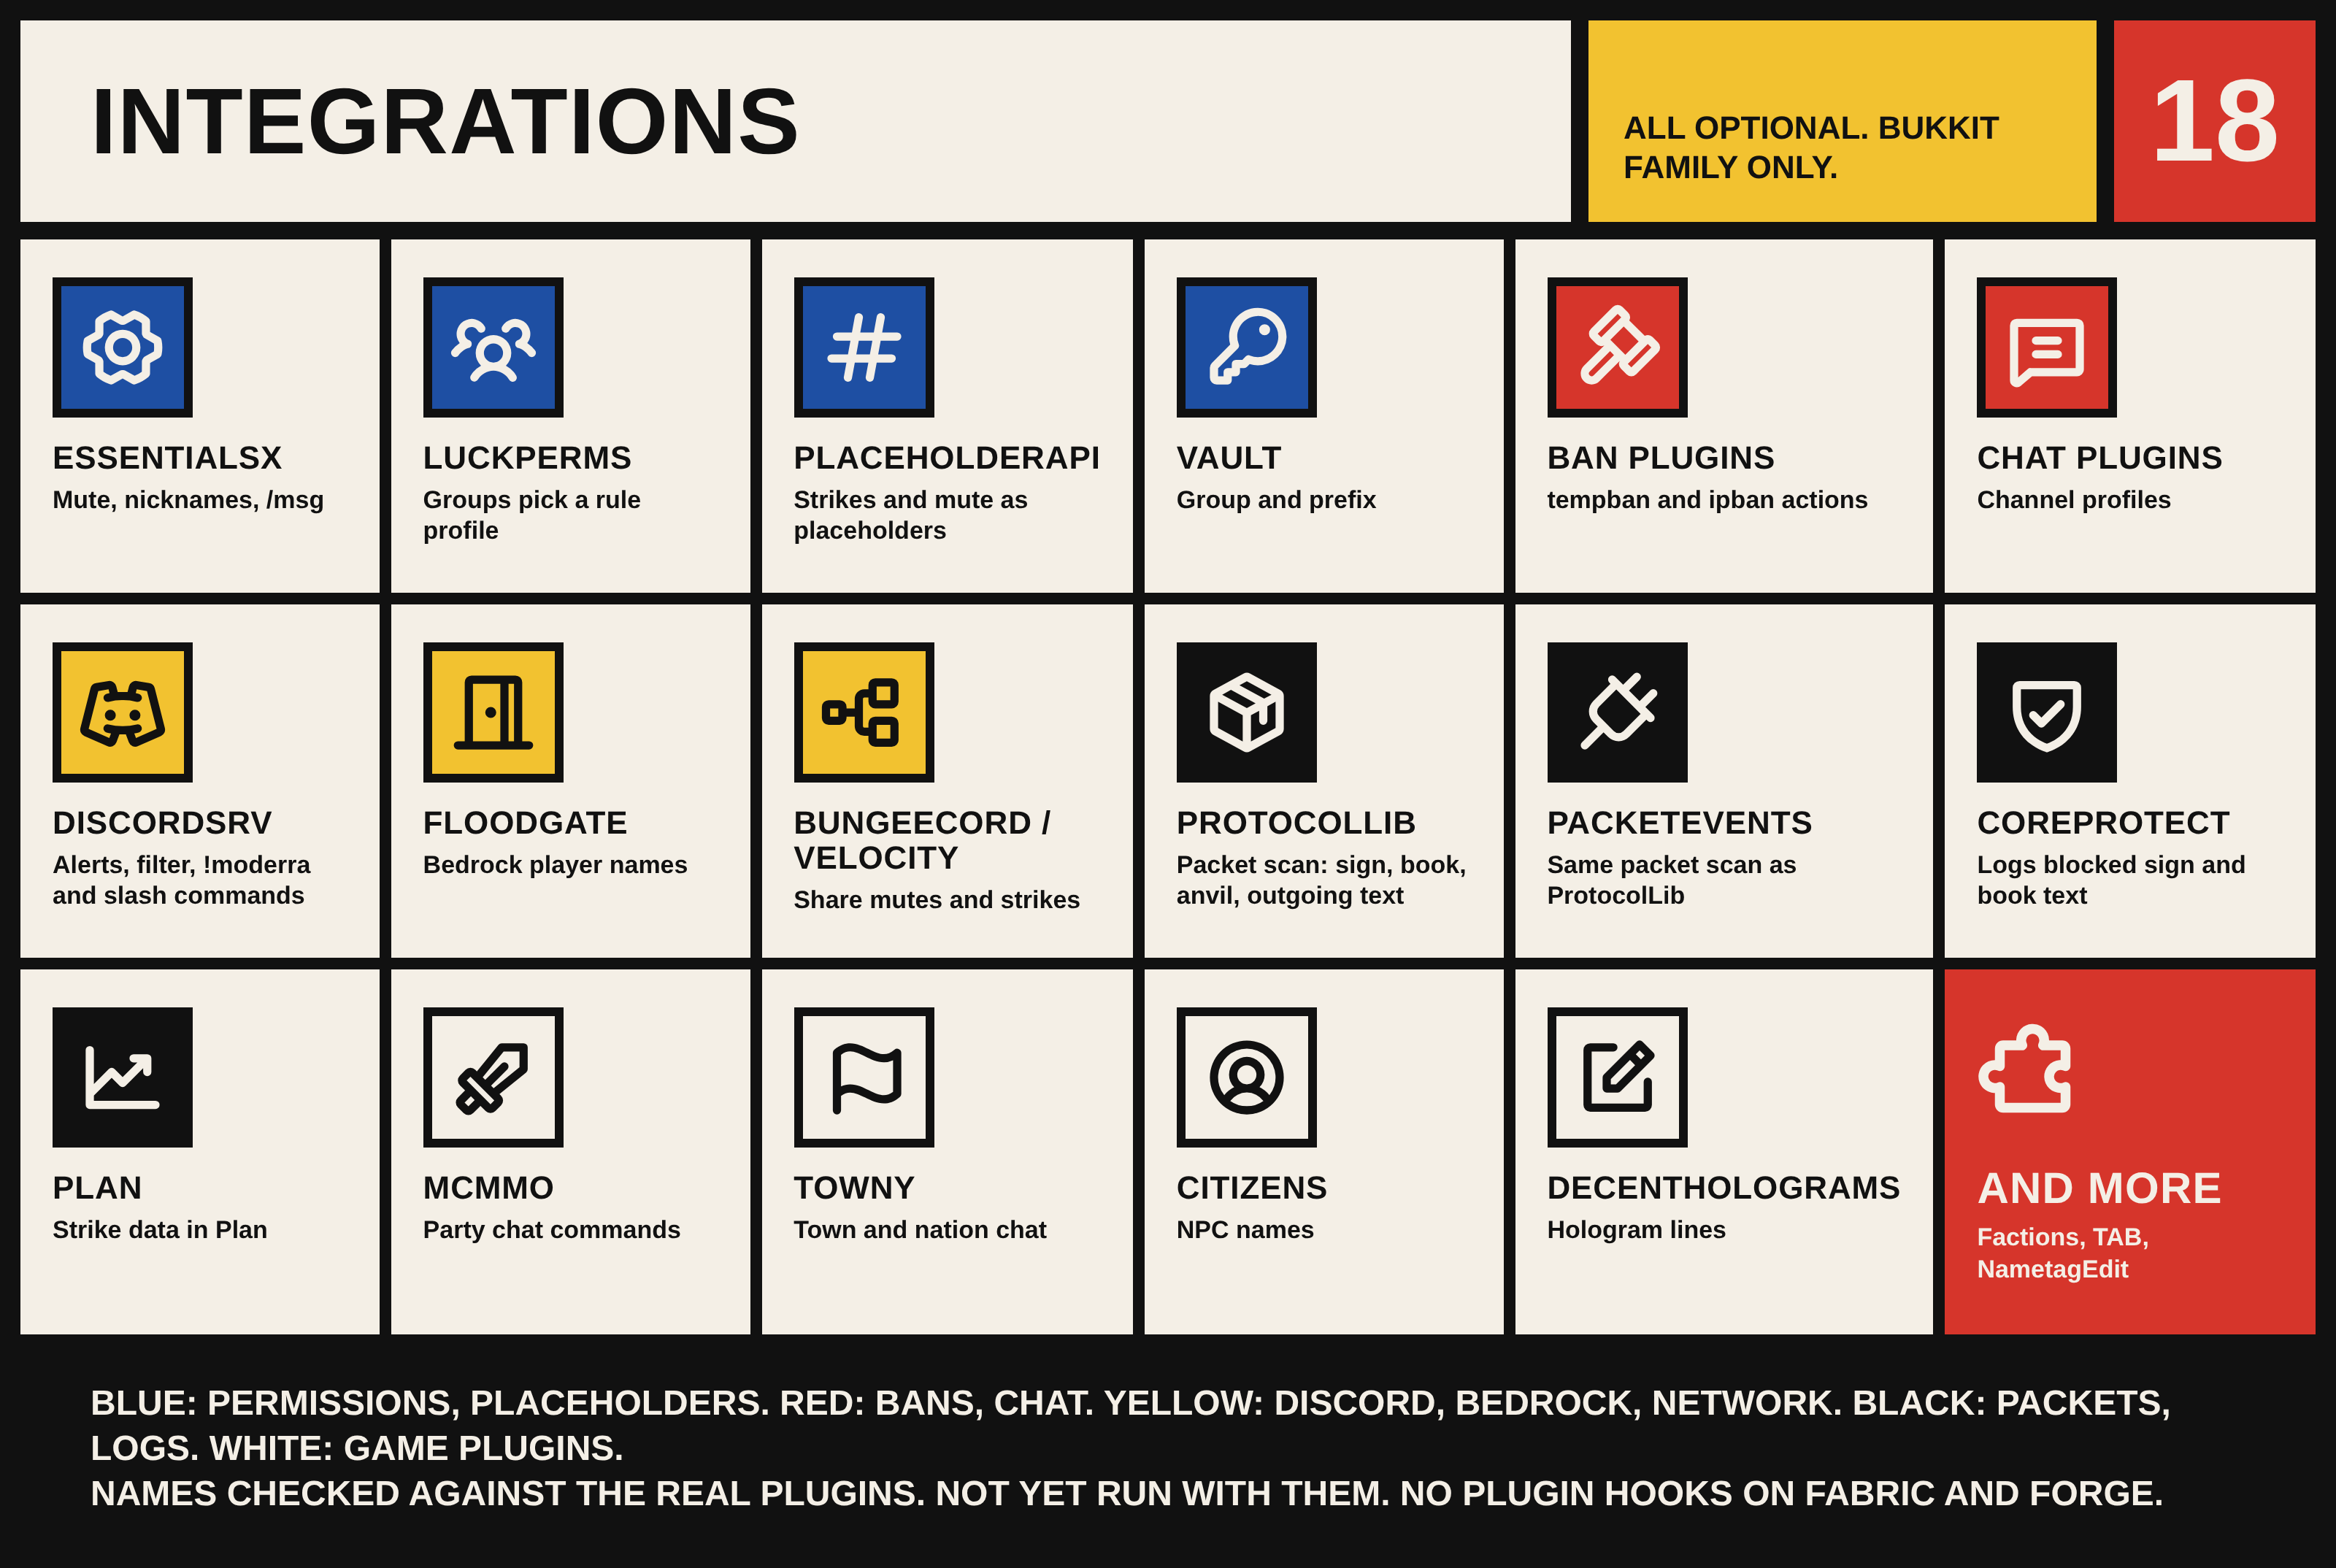 INTEGRATIONS
ALL OPTIONAL. BUKKIT
FAMILY ONLY.
18
ESSENTIALSX
Mute, nicknames, /msg
LUCKPERMS
Groups pick a rule
profile
PLACEHOLDERAPI
Strikes and mute as
placeholders
VAULT
Group and prefix
BAN PLUGINS
tempban and ipban actions
CHAT PLUGINS
Channel profiles
DISCORDSRV
Alerts, filter, !moderra
and slash commands
FLOODGATE
Bedrock player names
BUNGEECORD /
VELOCITY
Share mutes and strikes
PROTOCOLLIB
Packet scan: sign, book,
anvil, outgoing text
PACKETEVENTS
Same packet scan as
ProtocolLib
COREPROTECT
Logs blocked sign and
book text
PLAN
Strike data in Plan
MCMMO
Party chat commands
TOWNY
Town and nation chat
CITIZENS
NPC names
DECENTHOLOGRAMS
Hologram lines
AND MORE
Factions, TAB,
NametagEdit
BLUE: PERMISSIONS, PLACEHOLDERS. RED: BANS, CHAT. YELLOW: DISCORD, BEDROCK, NETWORK. BLACK: PACKETS,
LOGS. WHITE: GAME PLUGINS.
NAMES CHECKED AGAINST THE REAL PLUGINS. NOT YET RUN WITH THEM. NO PLUGIN HOOKS ON FABRIC AND FORGE.